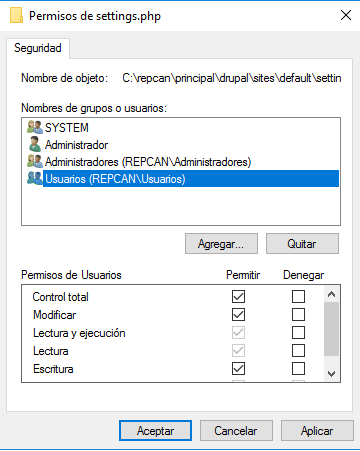 Permisos de settings.php
Seguridad
Nombre de objeto: C:\repcan\principal\drupal\sites\default\settin
Nombres de grupos o usuarios:
SYSTEM
Administrador
Administradores (REPCAN\Administradores)
Usuarios (REPCAN\Usuarios)
Agregar... Quitar
Permisos de Usuarios Permitir Denegar
Control total
Modificar
Lectura y ejecución
Lectura
Escritura
Aceptar Cancelar Aplicar